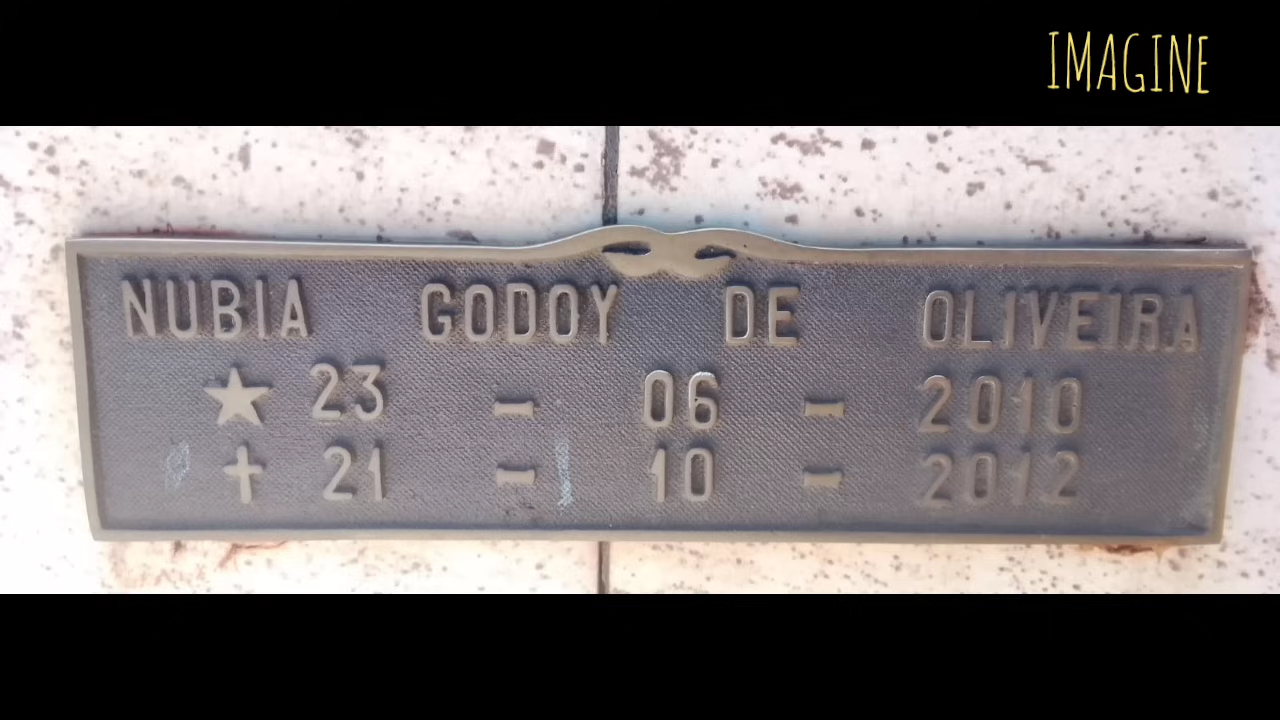 IMAGINE
NUBIA GODOY DE OLIVEIRA
★ 23 - 06 - 2010
✝ 21 - 10 - 2012